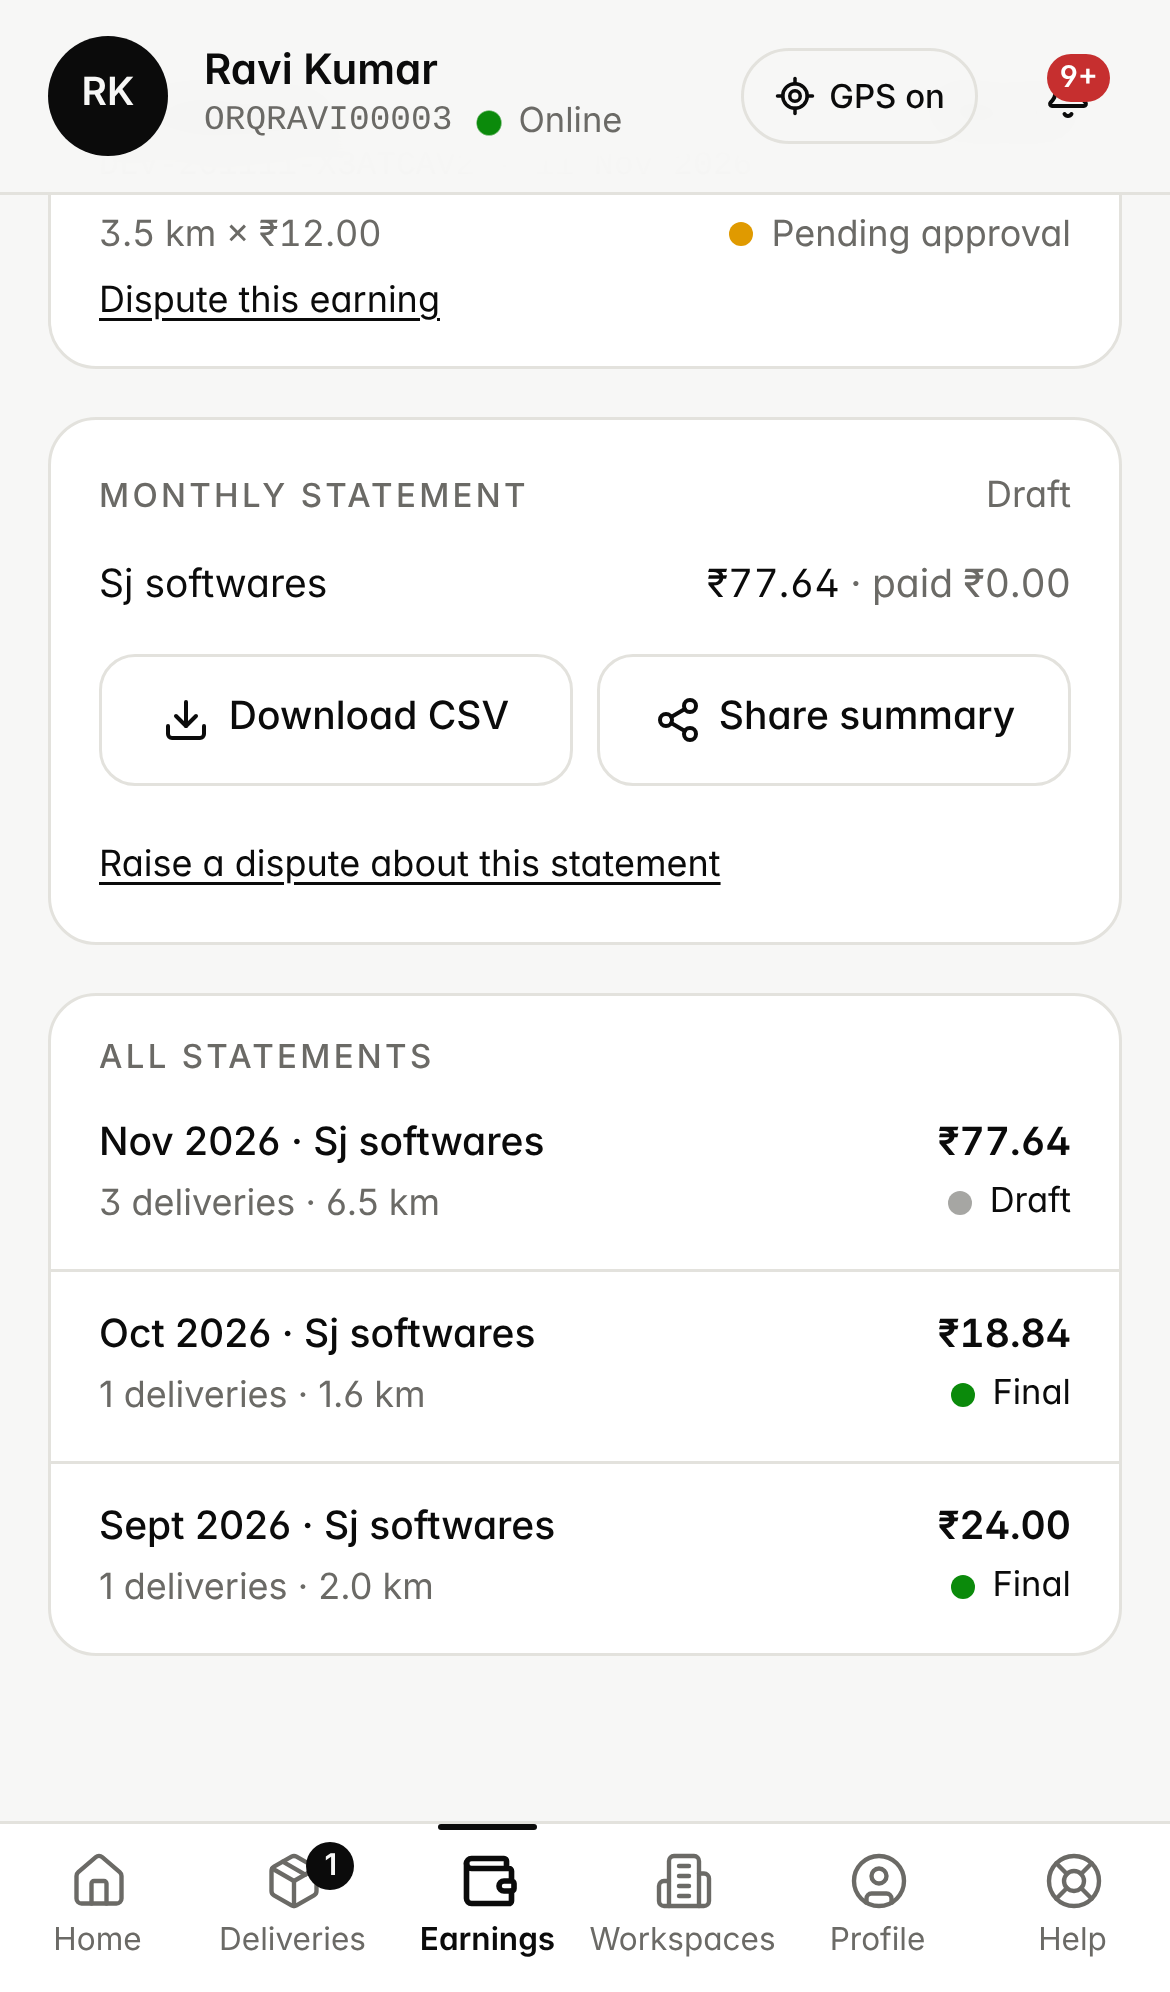 RK
Ravi Kumar
ORQRAVI00003 Online
GPS on
9+
3.5 km × ₹12.00 Pending approval
Dispute this earning
MONTHLY STATEMENT Draft
Sj softwares ₹77.64 · paid ₹0.00
Download CSV Share summary
Raise a dispute about this statement
ALL STATEMENTS
Nov 2026 · Sj softwares ₹77.64
3 deliveries · 6.5 km Draft
Oct 2026 · Sj softwares ₹18.84
1 deliveries · 1.6 km Final
Sept 2026 · Sj softwares ₹24.00
1 deliveries · 2.0 km Final
1
Home Deliveries Earnings Workspaces Profile Help